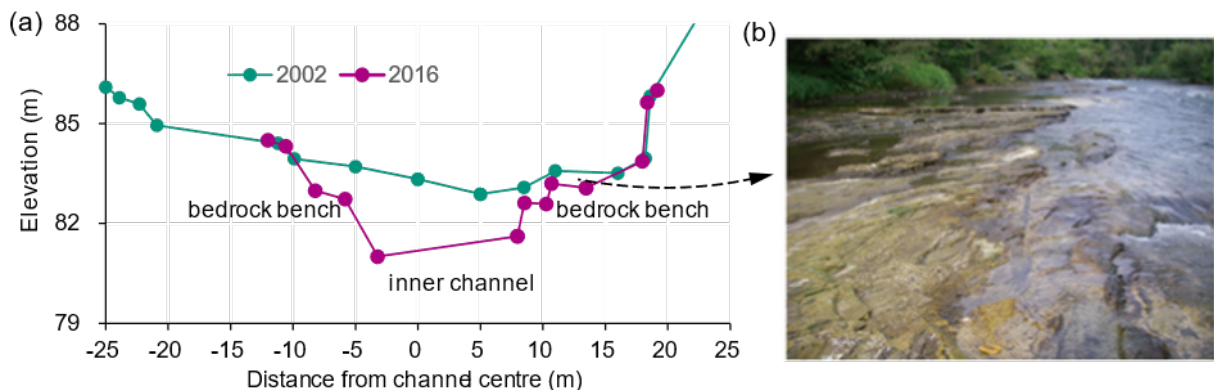 (a)
88
85
82
79
Elevation (m)
2002
2016
bedrock bench
bedrock bench
inner channel
-25 -20 -15 -10 -5 0 5 10 15 20 25
Distance from channel centre (m)
(b)